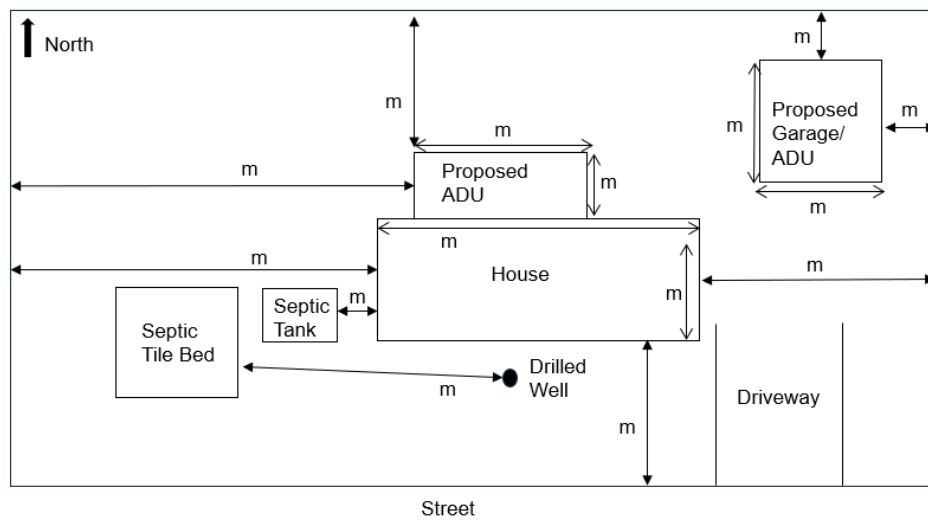 North
m
m
m
Proposed
Garage/
ADU
m
m
m
Proposed
ADU
m
m
m
m
m
House
m
m
m
Septic
Tank
Septic
Tile Bed
m
Drilled
Well
m
Driveway
Street